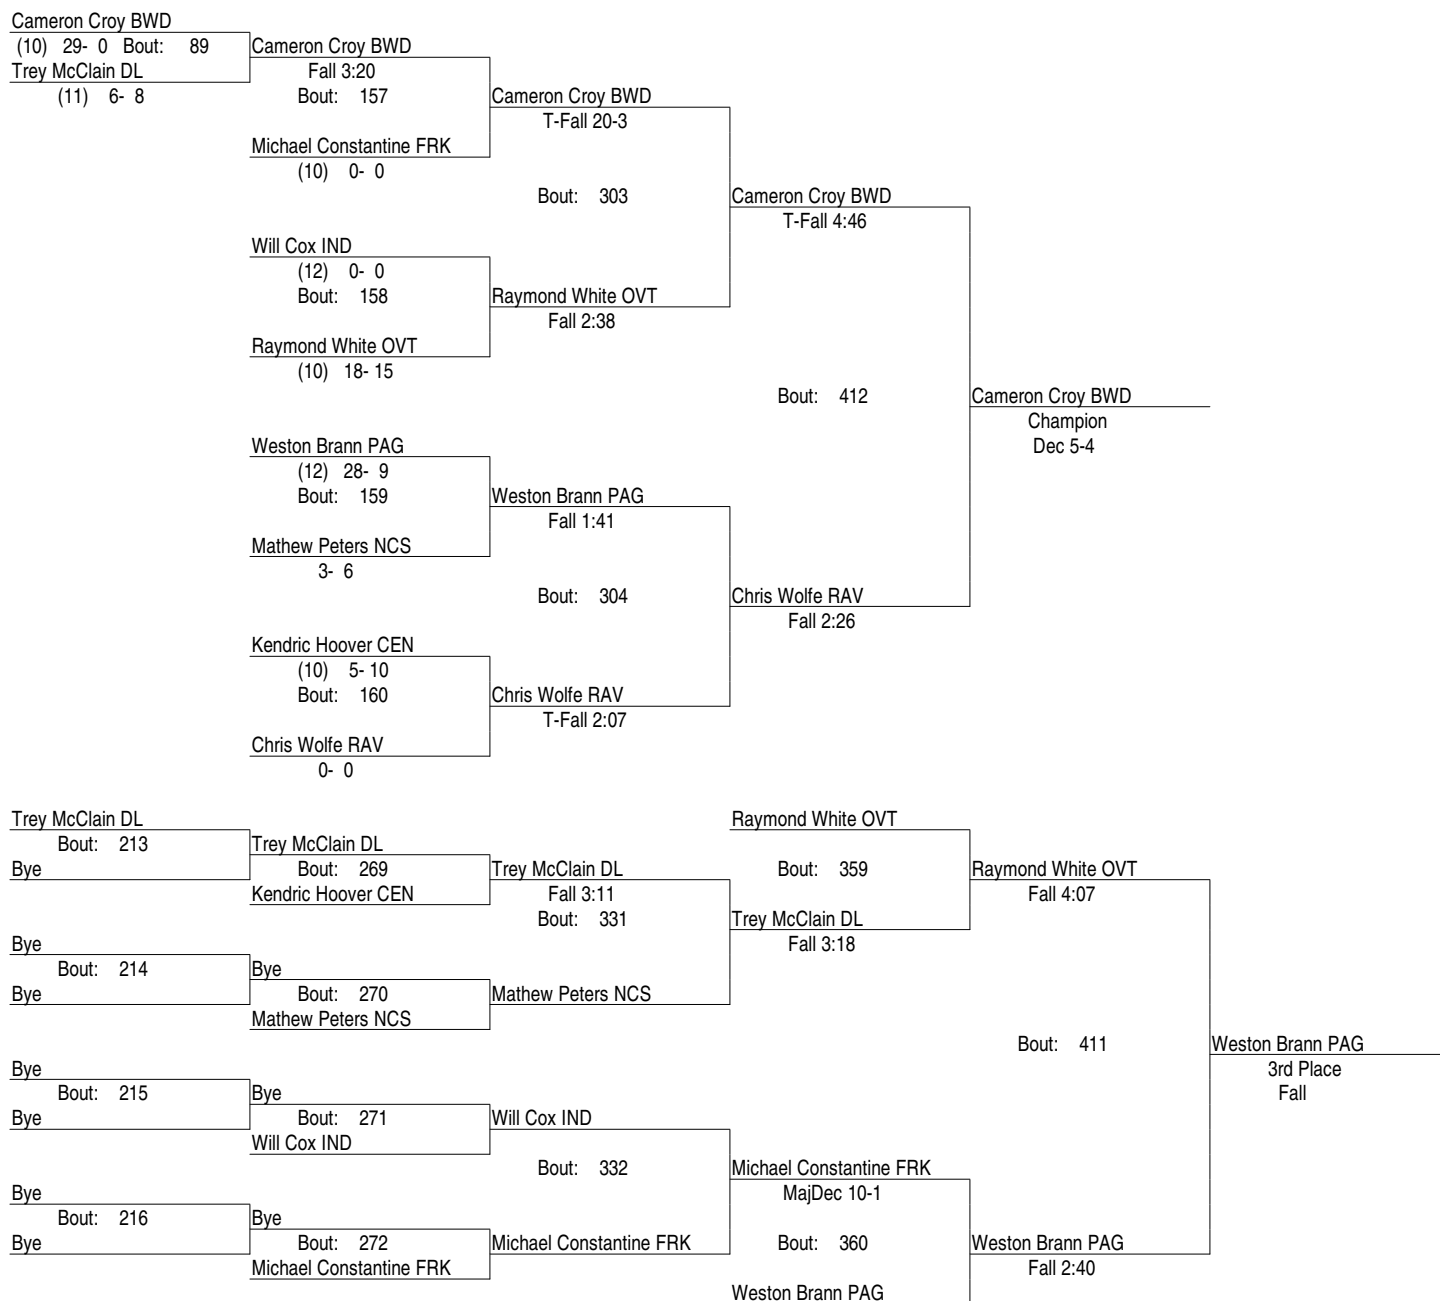 Cameron Croy BWD
(10) 29- 0 Bout: 89
Cameron Croy BWD
Trey McClain DL
Fall 3:20
(11) 6- 8
Bout: 157
Cameron Croy BWD
T-Fall 20-3
Michael Constantine FRK
(10) 0- 0
Bout: 303
Cameron Croy BWD
T-Fall 4:46
Will Cox IND
(12) 0- 0
Bout: 158
Raymond White OVT
Fall 2:38
Raymond White OVT
(10) 18- 15
Bout: 412
Cameron Croy BWD
Champion
Dec 5-4
Weston Brann PAG
(12) 28- 9
Bout: 159
Weston Brann PAG
Fall 1:41
Mathew Peters NCS
3- 6
Bout: 304
Chris Wolfe RAV
Fall 2:26
Kendric Hoover CEN
(10) 5- 10
Bout: 160
Chris Wolfe RAV
T-Fall 2:07
Chris Wolfe RAV
0- 0
Trey McClain DL
Raymond White OVT
Bout: 213
Trey McClain DL
Bye
Bout: 269
Trey McClain DL
Bout: 359
Raymond White OVT
Kendric Hoover CEN
Fall 3:11
Fall 4:07
Bout: 331
Trey McClain DL
Fall 3:18
Bye
Bout: 214
Bye
Bye
Bout: 270
Mathew Peters NCS
Mathew Peters NCS
Bout: 411
Weston Brann PAG
3rd Place
Fall
Bye
Bout: 215
Bye
Bye
Bout: 271
Will Cox IND
Will Cox IND
Bout: 332
Michael Constantine FRK
MajDec 10-1
Bye
Bout: 216
Bye
Bye
Bout: 272
Michael Constantine FRK
Bout: 360
Weston Brann PAG
Michael Constantine FRK
Fall 2:40
Weston Brann PAG